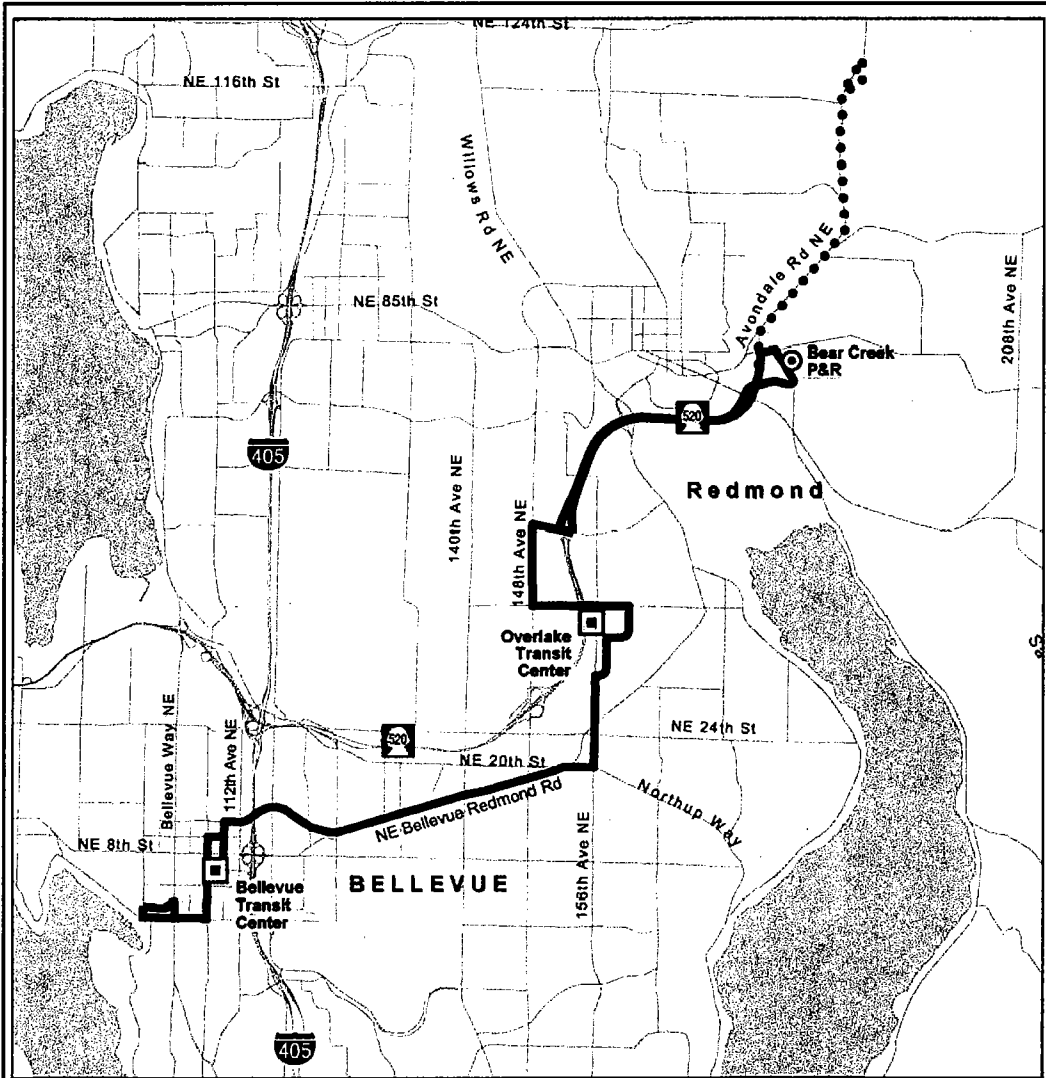 NE 124th St
NE 116th St
Willows Rd NE
Avondale Rd NE
208th Ave NE
NE 85th St
Bear Creek
P&R
520
405
Redmond
140th Ave NE
148th Ave NE
Overlake
Transit
Center
Bellevue Way NE
112th Ave NE
520
NE 24th St
NE 20th St
NE Bellevue Redmond Rd
Northup Way
NE 8th St
156th Ave NE
BELLEVUE
Bellevue
Transit
Center
405